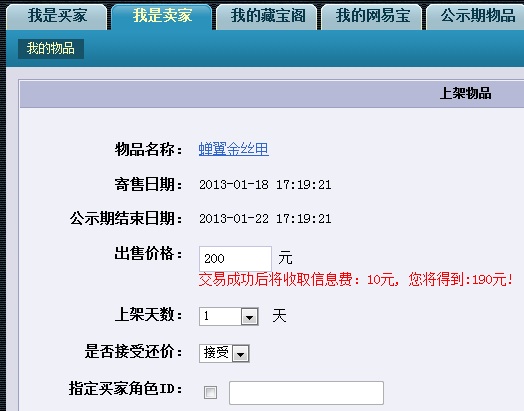 我是买家 我是卖家 我的藏宝阁 我的网易宝 公示期物品
我的物品
上架物品
物品名称： 蝉翼金丝甲
寄售日期： 2013-01-18 17:19:21
公示期结束日期： 2013-01-22 17:19:21
出售价格： 200 元
交易成功后将收取信息费：10元，您将得到:190元!
上架天数： 1 天
是否接受还价： 接受
指定买家角色ID：